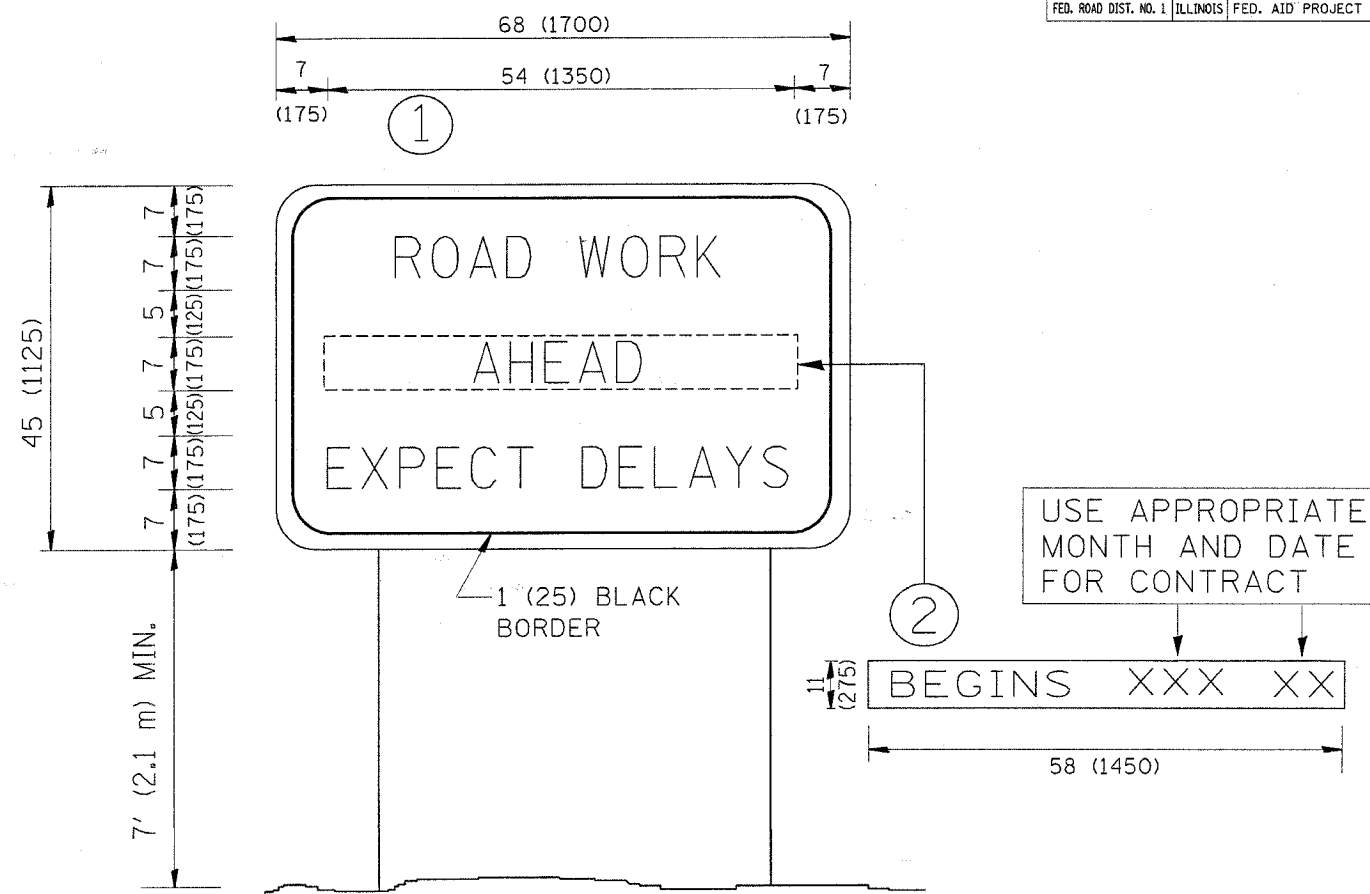 FED. ROAD DIST. NO. 1 ILLINOIS FED. AID PROJECT
68 (1700)
7 54 (1350) 7
(175) (175)
1
ROAD WORK
AHEAD
EXPECT DELAYS
45 (1125)
7 (175)
7 (175)
5 (125)
7 (175)
5 (125)
7 (175)
7 (175)
7' (2.1 m) MIN.
1 (25) BLACK
BORDER
2
USE APPROPRIATE
MONTH AND DATE
FOR CONTRACT
11 (275)
BEGINS XXX XX
58 (1450)